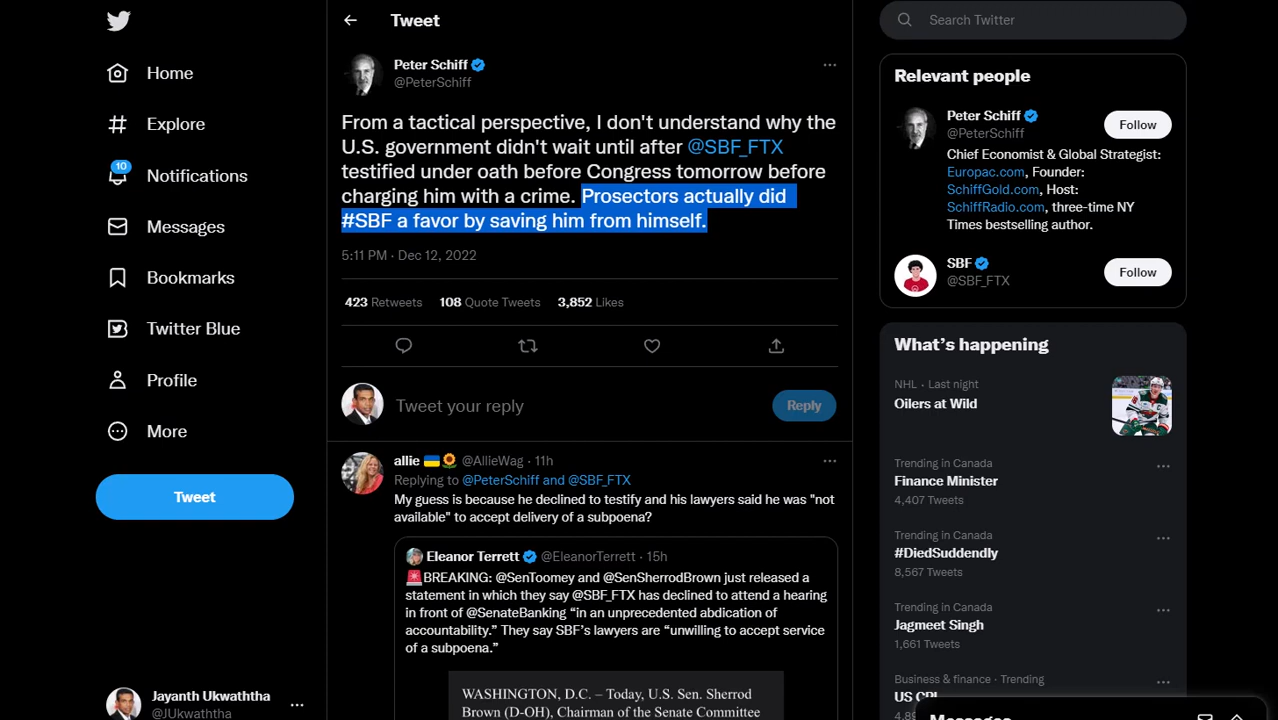 Home
Explore
10
Notifications
Messages
Bookmarks
Twitter Blue
Profile
More
Tweet
Jayanth Ukwaththa
@JUkwaththa
Tweet
Peter Schiff
@PeterSchiff
From a tactical perspective, I don't understand why the
U.S. government didn't wait until after @SBF_FTX
testified under oath before Congress tomorrow before
charging him with a crime. Prosectors actually did
#SBF a favor by saving him from himself.
5:11 PM · Dec 12, 2022
423 Retweets 108 Quote Tweets 3,852 Likes
Tweet your reply
Reply
allie @AllieWag · 11h
Replying to @PeterSchiff and @SBF_FTX
My guess is because he declined to testify and his lawyers said he was "not
available" to accept delivery of a subpoena?
Eleanor Terrett @EleanorTerrett · 15h
BREAKING: @SenToomey and @SenSherrodBrown just released a
statement in which they say @SBF_FTX has declined to attend a hearing
in front of @SenateBanking “in an unprecedented abdication of
accountability.” They say SBF’s lawyers are “unwilling to accept service
of a subpoena.”
WASHINGTON, D.C. – Today, U.S. Sen. Sherrod
Brown (D-OH), Chairman of the Senate Committee
Search Twitter
Relevant people
Peter Schiff
@PeterSchiff
Follow
Chief Economist & Global Strategist:
Europac.com, Founder:
SchiffGold.com, Host:
SchiffRadio.com, three-time NY
Times bestselling author.
SBF
@SBF_FTX
Follow
What’s happening
NHL · Last night
Oilers at Wild
Trending in Canada
Finance Minister
4,407 Tweets
Trending in Canada
#DiedSuddendly
8,567 Tweets
Trending in Canada
Jagmeet Singh
1,661 Tweets
Business & finance · Trending
US CPI
Messages